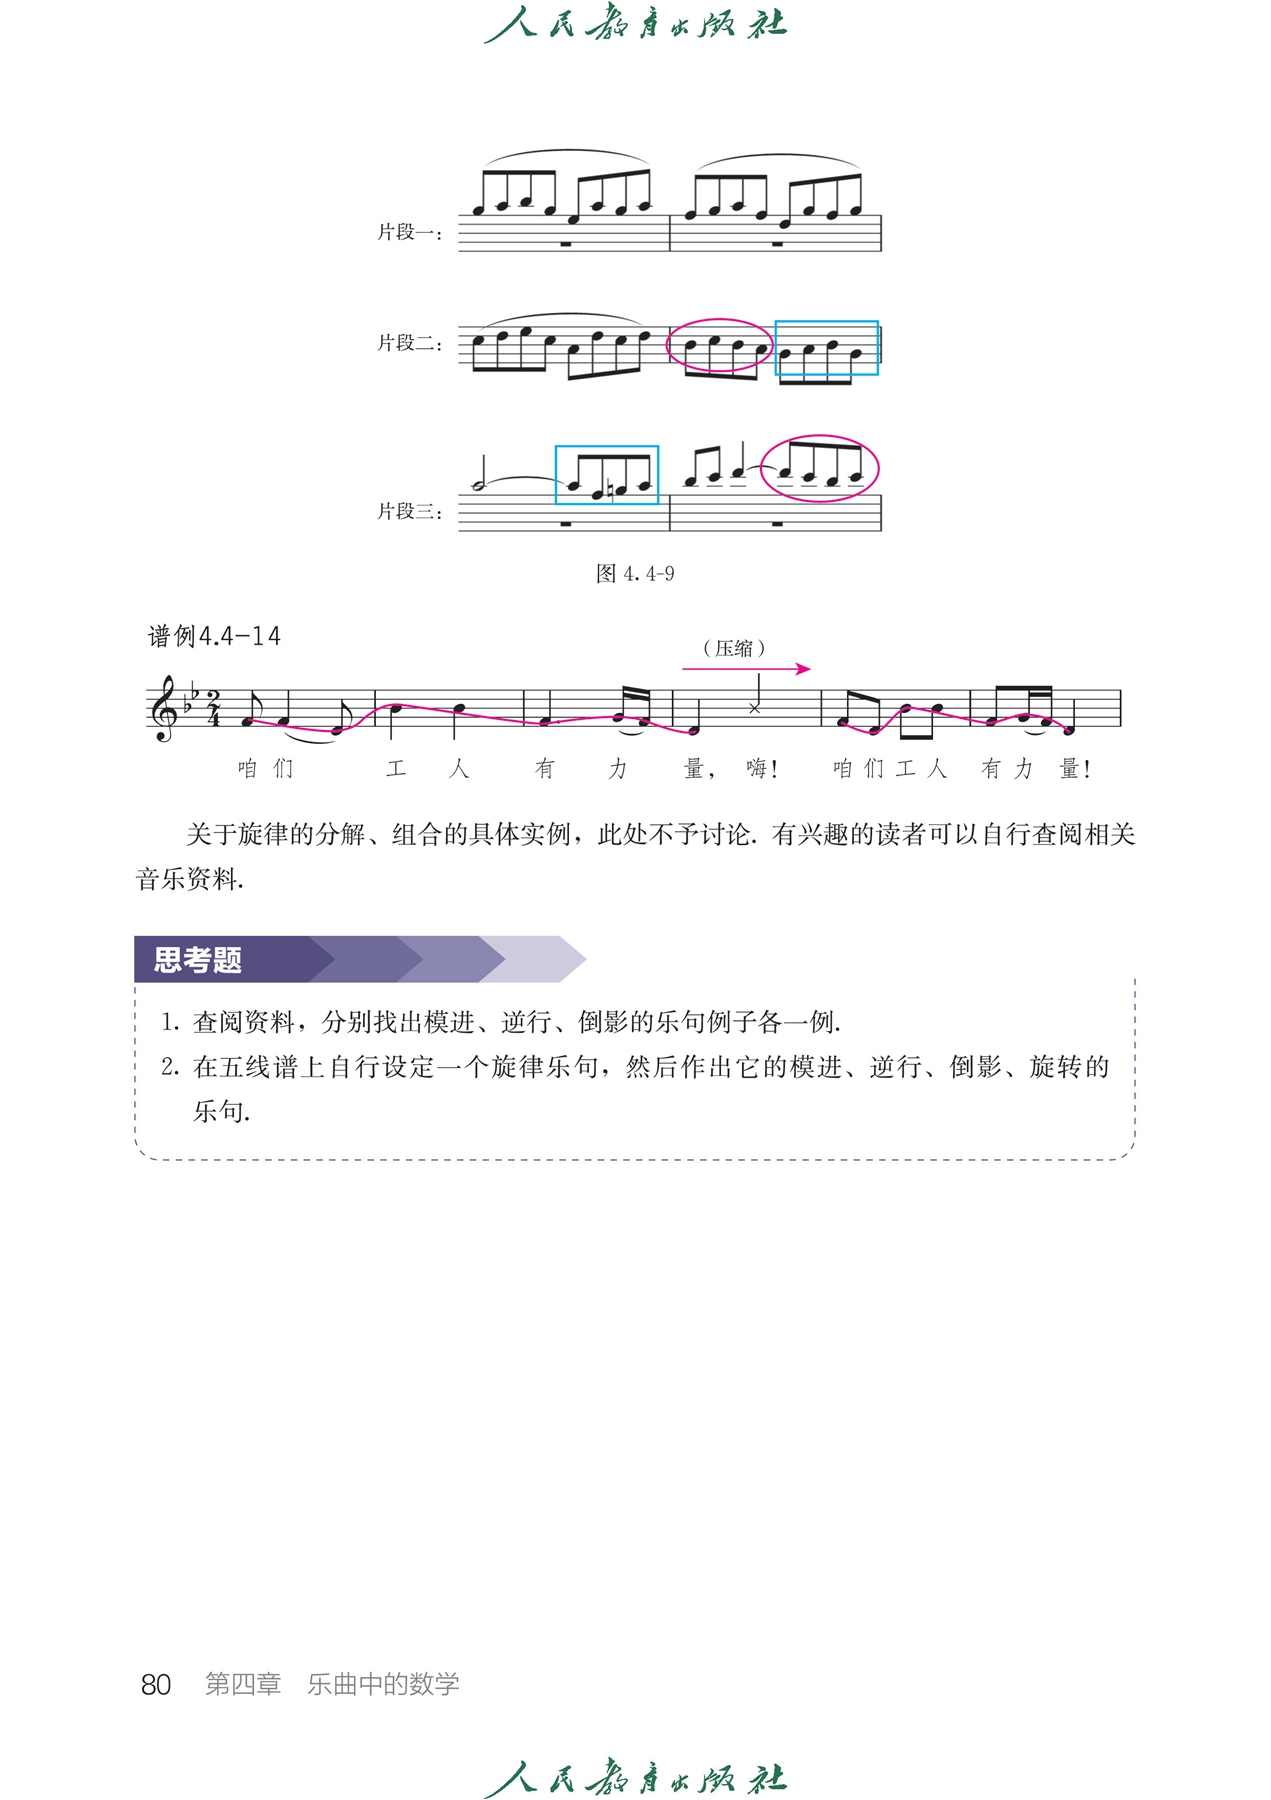 人民教育出版社
片段一：
片段二：
片段三：
图 4.4-9
谱例4.4-14
（压缩）
2
4
咱 们 工 人 有 力 量，嗨！ 咱 们 工 人 有 力 量！
关于旋律的分解、组合的具体实例，此处不予讨论. 有兴趣的读者可以自行查阅相关
音乐资料.
思考题
1. 查阅资料，分别找出模进、逆行、倒影的乐句例子各一例.
2. 在五线谱上自行设定一个旋律乐句，然后作出它的模进、逆行、倒影、旋转的
乐句.
80 第四章 乐曲中的数学
人民教育出版社